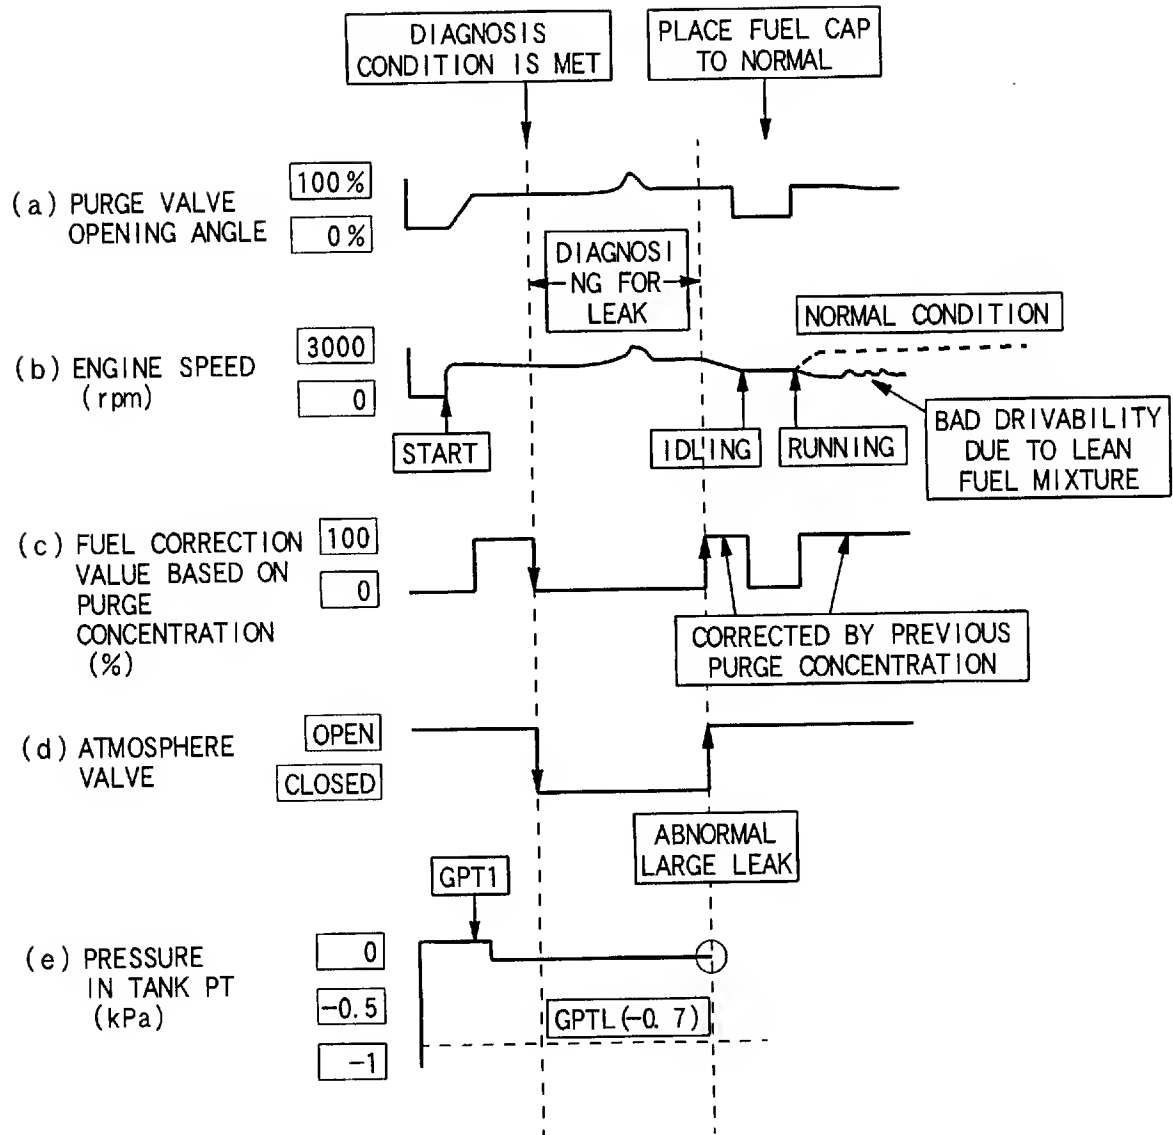 DIAGNOSIS
CONDITION IS MET
PLACE FUEL CAP
TO NORMAL
(a) PURGE VALVE
OPENING ANGLE
100%
0%
DIAGNOSI
NG FOR
LEAK
NORMAL CONDITION
(b) ENGINE SPEED
(rpm)
3000
0
START
IDLING
RUNNING
BAD DRIVABILITY
DUE TO LEAN
FUEL MIXTURE
(c) FUEL CORRECTION
VALUE BASED ON
PURGE
CONCENTRATION
(%)
100
0
CORRECTED BY PREVIOUS
PURGE CONCENTRATION
(d) ATMOSPHERE
VALVE
OPEN
CLOSED
ABNORMAL
LARGE LEAK
GPT1
(e) PRESSURE
IN TANK PT
(kPa)
0
-0.5
-1
GPTL(-0.7)